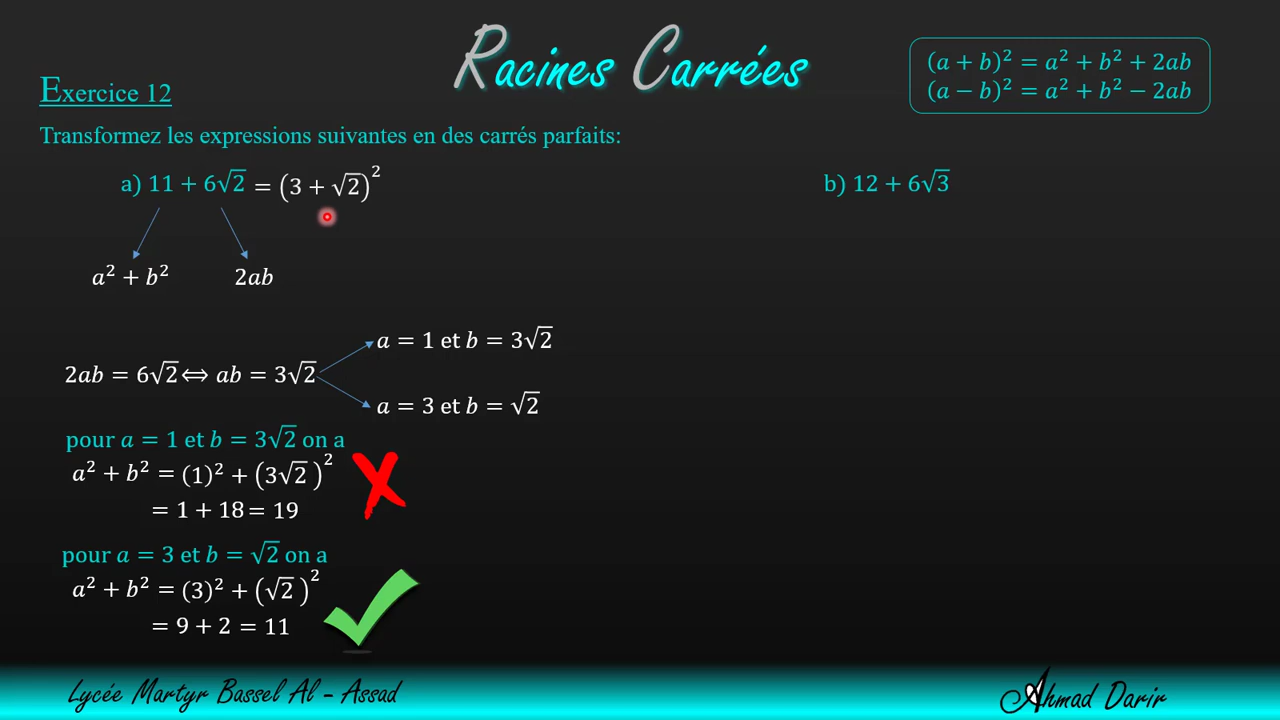 Racines Carrées
(a + b)² = a² + b² + 2ab
(a − b)² = a² + b² − 2ab
Exercice 12
Transformez les expressions suivantes en des carrés parfaits:
a) 11 + 6√2 = (3 + √2)²
b) 12 + 6√3
a² + b² 2ab
2ab = 6√2 ⟺ ab = 3√2
a = 1 et b = 3√2
a = 3 et b = √2
pour a = 1 et b = 3√2 on a
a² + b² = (1)² + (3√2)²
= 1 + 18 = 19
pour a = 3 et b = √2 on a
a² + b² = (3)² + (√2)²
= 9 + 2 = 11
Lycée Martyr Bassel Al - Assad
Ahmad Darir